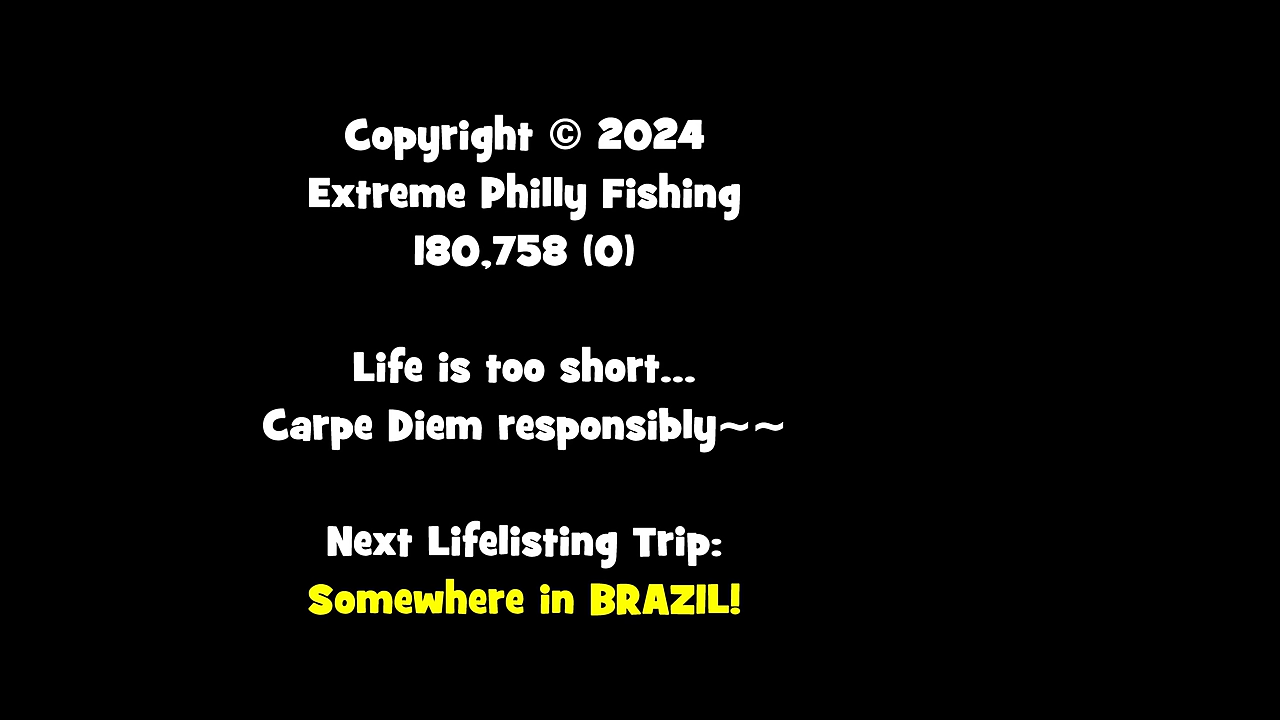 Copyright © 2024
Extreme Philly Fishing
180,758 (0)
Life is too short...
Carpe Diem responsibly~~
Next Lifelisting Trip:
Somewhere in BRAZIL!